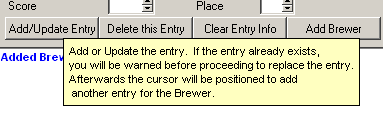 Score Place
Add/Update Entry Delete this Entry Clear Entry Info Add Brewer
Add or Update the entry. If the entry already exists,
Added Brew
you will be warned before proceeding to replace the entry.
Afterwards the cursor will be positioned to add
another entry for the Brewer.